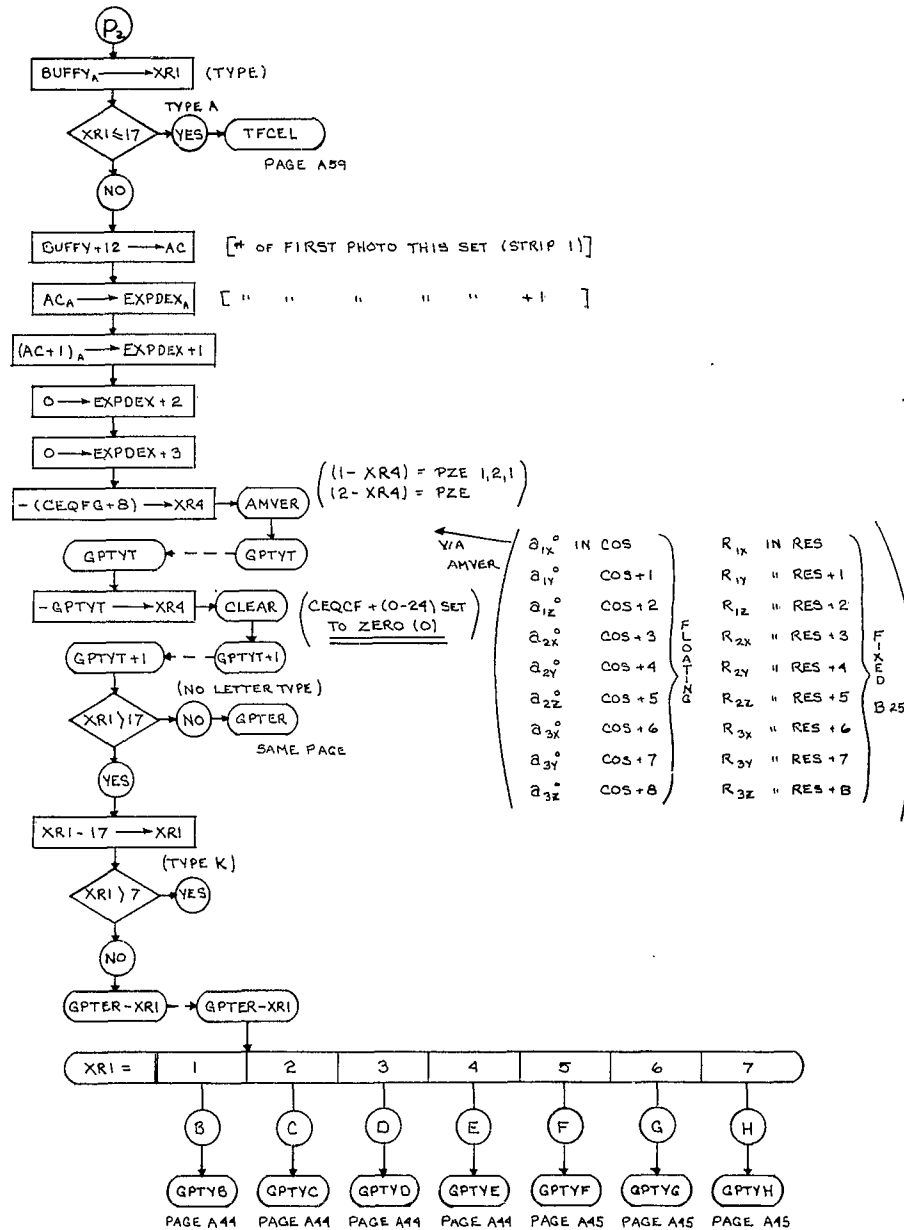 P2
BUFFY_A → XR1 (TYPE)
TYPE A
XR1≤17 YES TFCEL
PAGE A59
NO
BUFFY+12 → AC [# OF FIRST PHOTO THIS SET (STRIP 1)]
AC_A → EXPDEX_A [ " " " " " +1 ]
(AC+1)_A → EXPDEX+1
0 → EXPDEX+2
0 → EXPDEX+3
-(CEQFG+8) → XR4 AMVER
(1-XR4) = PZE 1,2,1
(2-XR4) = PZE
GPTYT GPTYT
VIA
AMVER
a1x° IN COS
a1y° COS+1
a1z° COS+2
a2x° COS+3
a2y° COS+4
a2z° COS+5
a3x° COS+6
a3y° COS+7
a3z° COS+8
FLOATING
R1x IN RES
R1y " RES+1
R1z " RES+2
R2x " RES+3
R2y " RES+4
R2z " RES+5
R3x " RES+6
R3y " RES+7
R3z " RES+8
FIXED
B25
-GPTYT → XR4 CLEAR
(CEQCF+(0-24) SET
TO ZERO (0))
GPTYT+1 GPTYT+1
(NO LETTER TYPE)
XR1 〉17 NO GPTER
SAME PAGE
YES
XR1-17 → XR1
(TYPE K)
XR1 〉7 YES
NO
GPTER-XR1 GPTER-XR1
XR1 = 1 2 3 4 5 6 7
B C D E F G H
GPTYB GPTYC GPTYD GPTYE GPTYF GPTYG GPTYH
PAGE A44 PAGE A44 PAGE A44 PAGE A44 PAGE A45 PAGE A45 PAGE A45